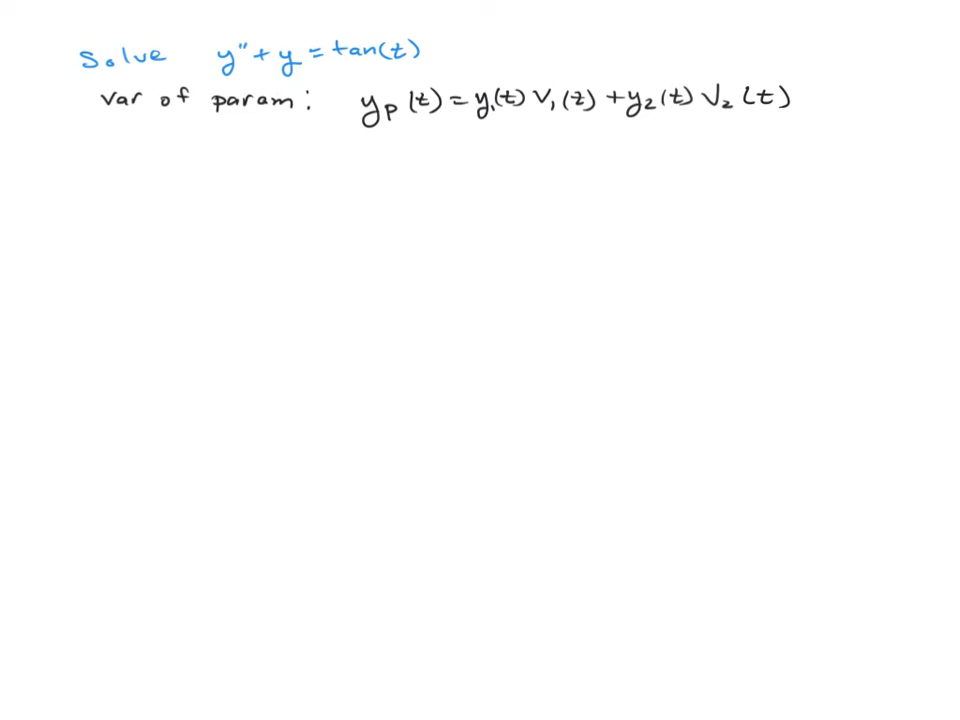 Solve y" + y = tan(t)
var of param: yp(t) = y₁(t) V₁(t) + y₂(t) V₂(t)